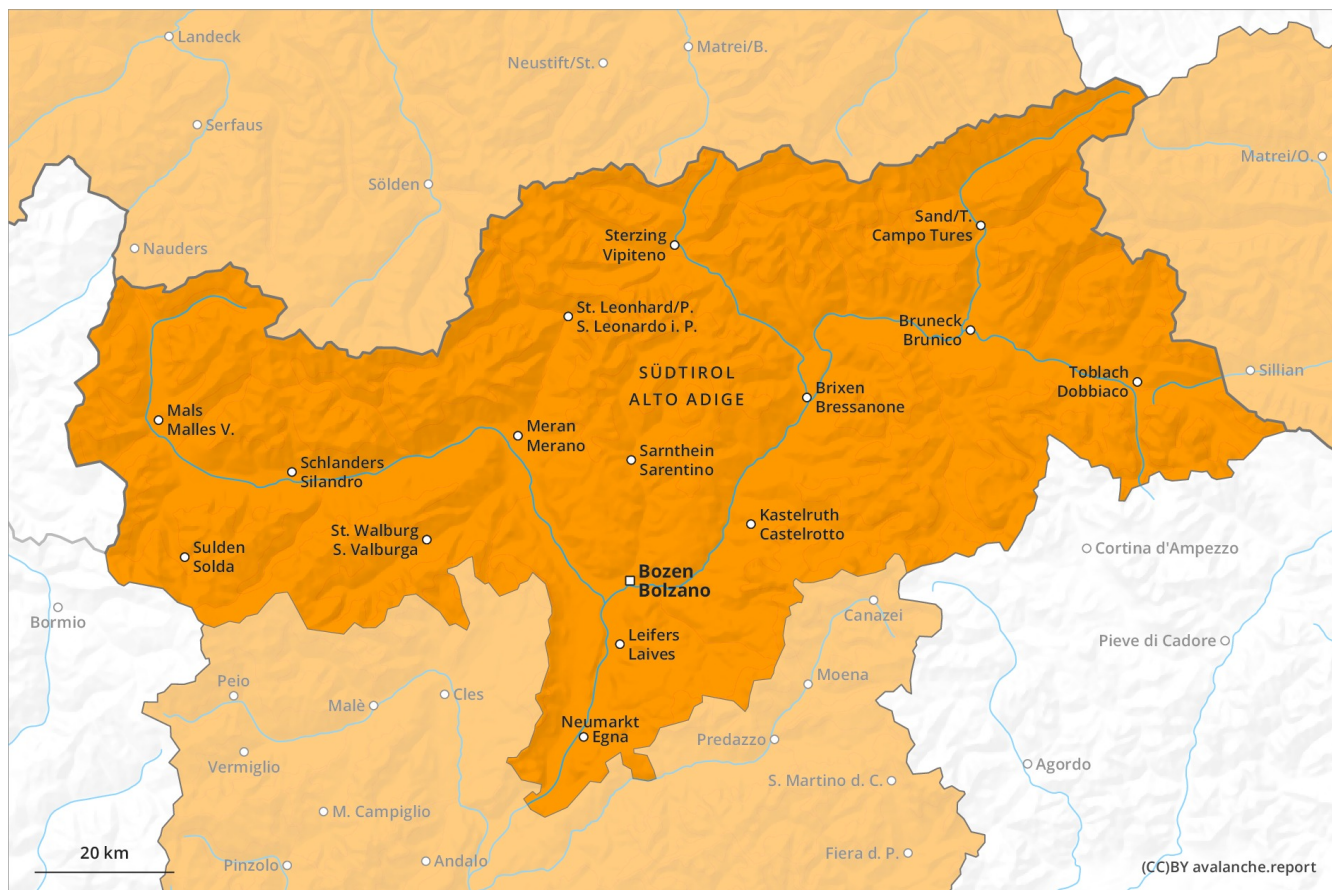 Landeck
Matrei/B.
Neustift/St.
Serfaus
Matrei/O.
Sölden
Sand/T.
Campo Tures
Sterzing
Vipiteno
Nauders
St. Leonhard/P.
S. Leonardo i. P.
Bruneck
Brunico
SÜDTIROL
ALTO ADIGE
Toblach
Dobbiaco
Sillian
Brixen
Bressanone
Mals
Malles V.
Meran
Merano
Sarnthein
Sarentino
Schlanders
Silandro
Kastelruth
Castelrotto
St. Walburg
S. Valburga
Sulden
Solda
Cortina d'Ampezzo
Bozen
Bolzano
Bormio
Canazei
Leifers
Laives
Pieve di Cadore
Peio
Moena
Malè
Cles
Neumarkt
Egna
Predazzo
Vermiglio
Agordo
S. Martino d. C.
M. Campiglio
20 km
Pinzolo
Andalo
Fiera d. P.
(CC)BY avalanche.report